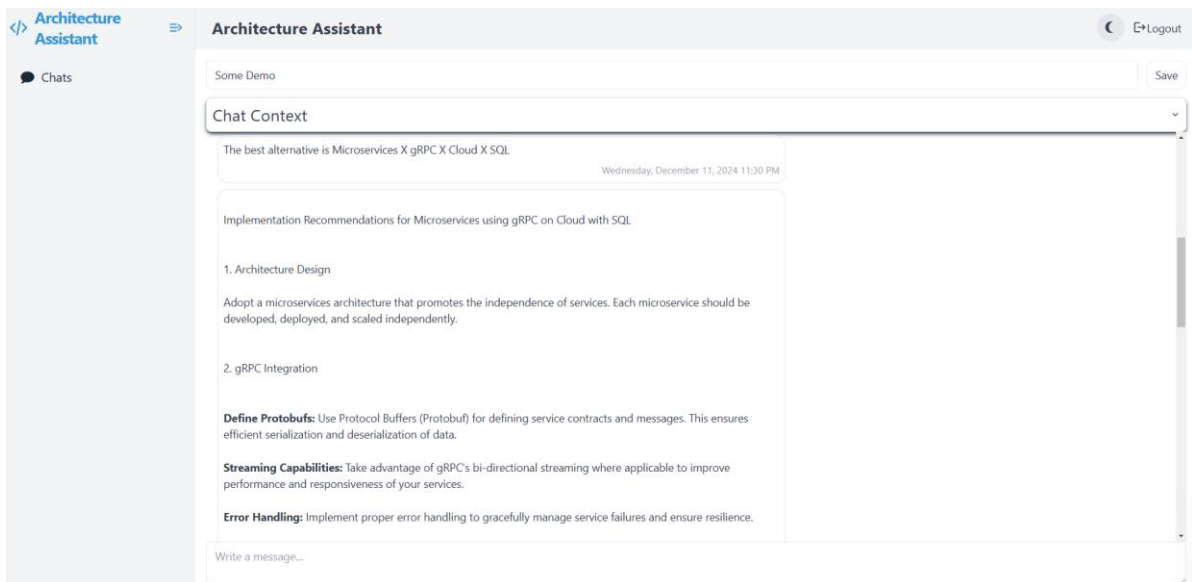 </> Architecture
Assistant
Architecture Assistant
Logout
Chats
Some Demo
Save
Chat Context
The best alternative is Microservices X gRPC X Cloud X SQL
Wednesday, December 11, 2024 11:30 PM
Implementation Recommendations for Microservices using gRPC on Cloud with SQL
1. Architecture Design
Adopt a microservices architecture that promotes the independence of services. Each microservice should be
developed, deployed, and scaled independently.
2. gRPC Integration
Define Protobufs: Use Protocol Buffers (Protobuf) for defining service contracts and messages. This ensures
efficient serialization and deserialization of data.
Streaming Capabilities: Take advantage of gRPC's bi-directional streaming where applicable to improve
performance and responsiveness of your services.
Error Handling: Implement proper error handling to gracefully manage service failures and ensure resilience.
Write a message...